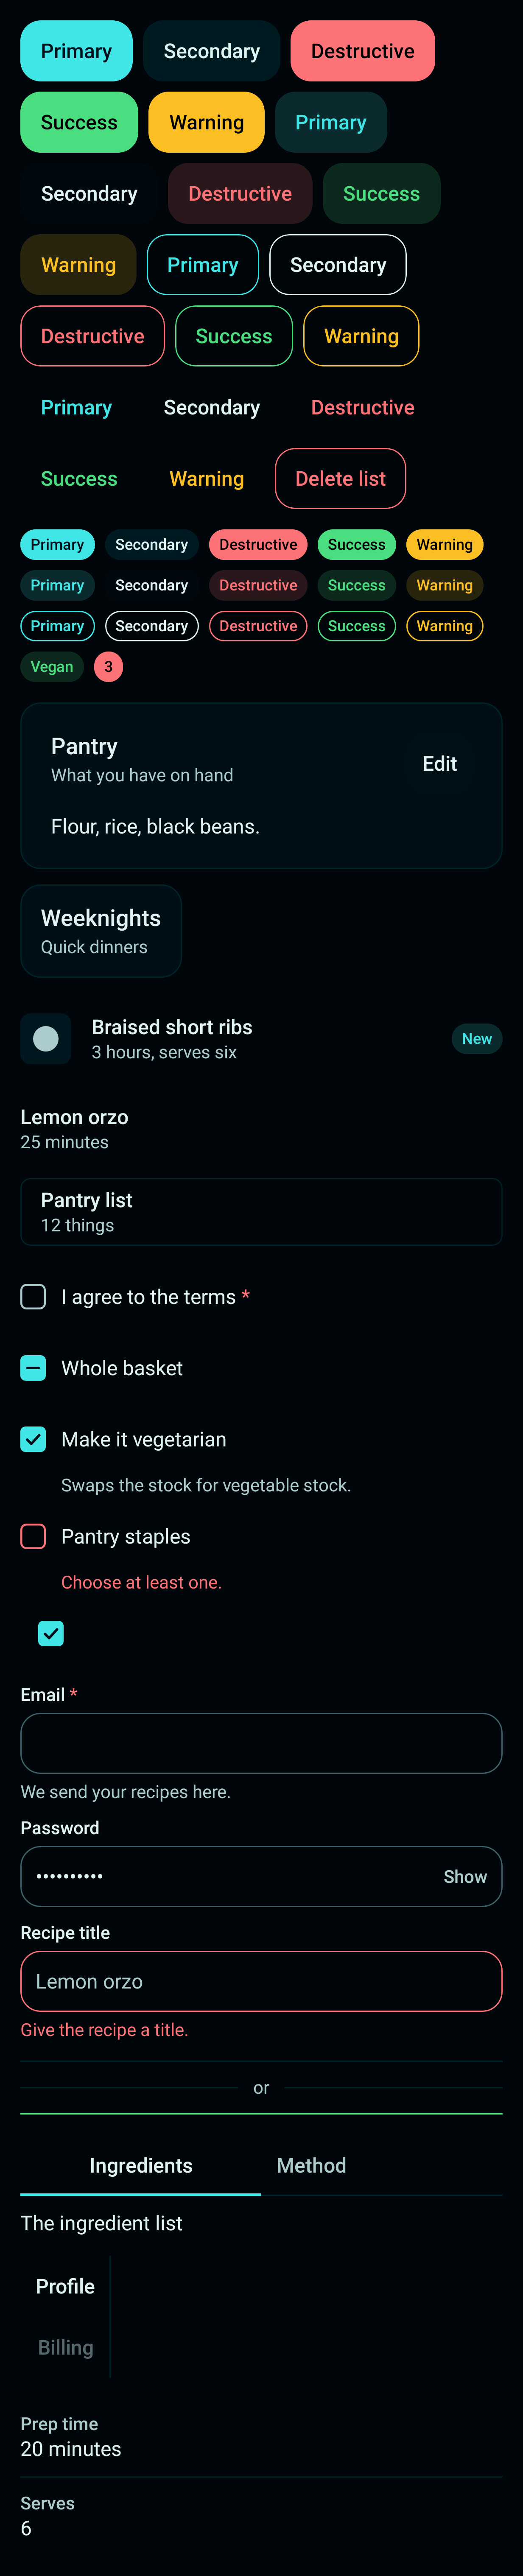 Primary Secondary Destructive
Success Warning Primary
Secondary Destructive Success
Warning Primary Secondary
Destructive Success Warning
Primary Secondary Destructive
Success Warning Delete list
Primary Secondary Destructive Success Warning
Primary Secondary Destructive Success Warning
Primary Secondary Destructive Success Warning
Vegan 3
Pantry
What you have on hand
Edit
Flour, rice, black beans.
Weeknights
Quick dinners
Braised short ribs
3 hours, serves six
New
Lemon orzo
25 minutes
Pantry list
12 things
I agree to the terms *
Whole basket
Make it vegetarian
Swaps the stock for vegetable stock.
Pantry staples
Choose at least one.
Email *
We send your recipes here.
Password
•••••••••• Show
Recipe title
Lemon orzo
Give the recipe a title.
or
Ingredients Method
The ingredient list
Profile
Billing
Prep time
20 minutes
Serves
6